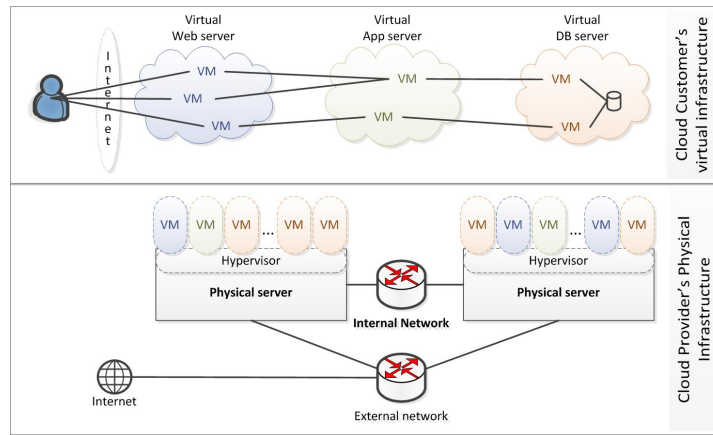 Virtual
Web server
Virtual
App server
Virtual
DB server
Internet
VM
VM
VM
VM
VM
VM
VM
Cloud Customer's
virtual infrastructure
VM VM VM ... VM VM
Hypervisor
Physical server
VM VM VM ... VM VM
Hypervisor
Physical server
Internal Network
Internet
External network
Cloud Provider's Physical
Infrastructure